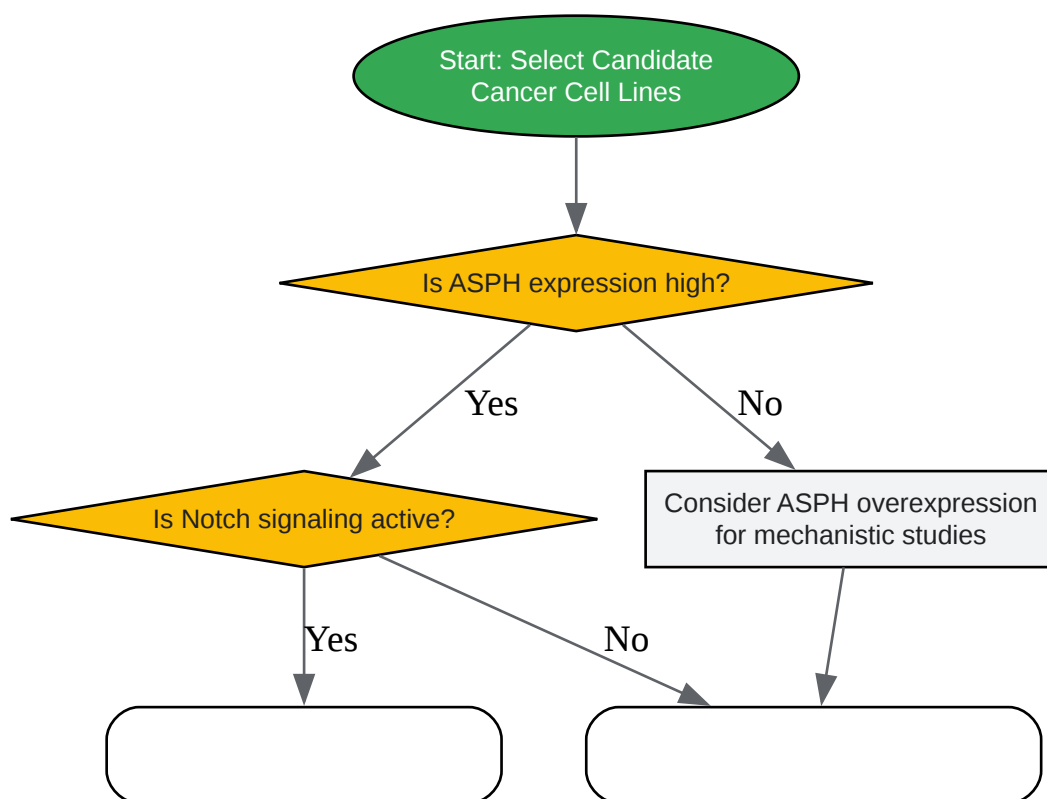 Start: Select Candidate
Cancer Cell Lines
Is ASPH expression high?
Yes
No
Is Notch signaling active?
Consider ASPH overexpression
for mechanistic studies
Yes
No